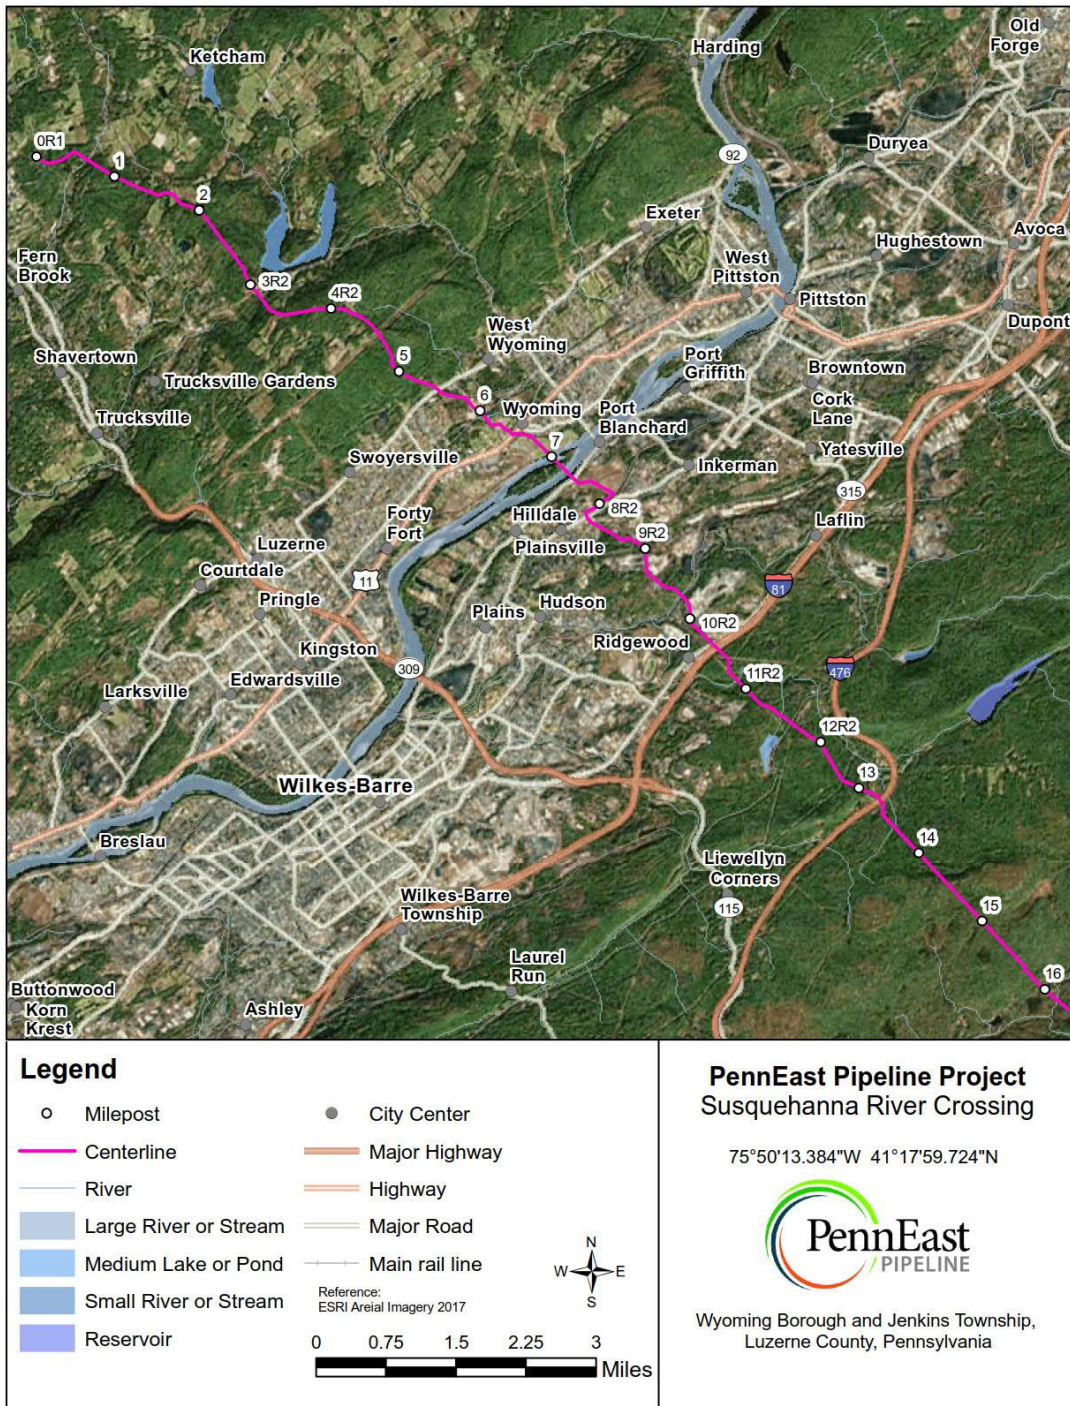 Old
Forge
Harding
Ketcham
0R1
Duryea
92
1
2
Exeter
Avoca
Hughestown
Fern
Brook
West
Pittston
3R2
4R2
Pittston
Dupont
West
Wyoming
Shavertown
Port
Griffith
5
Trucksville Gardens
Browntown
Cork
Lane
6
Wyoming
Port
Blanchard
Trucksville
7
Yatesville
Swoyersville
Inkerman
315
8R2
Forty
Fort
Hilldale
Laflin
Plainsville
9R2
Luzerne
Courtdale
11
81
Pringle
Plains
Hudson
10R2
Ridgewood
Kingston
309
476
Edwardsville
11R2
Larksville
12R2
Wilkes-Barre
13
14
Breslau
Liewellyn
Corners
Wilkes-Barre
Township
115
15
Laurel
Run
16
Buttonwood
Korn
Krest
Ashley
Legend
Milepost
Centerline
River
Large River or Stream
Medium Lake or Pond
Small River or Stream
Reservoir
City Center
Major Highway
Highway
Major Road
Main rail line
Reference:
ESRI Areial Imagery 2017
N
W E
S
0 0.75 1.5 2.25 3
Miles
PennEast Pipeline Project
Susquehanna River Crossing
75°50'13.384"W 41°17'59.724"N
PennEast
PIPELINE
Wyoming Borough and Jenkins Township,
Luzerne County, Pennsylvania